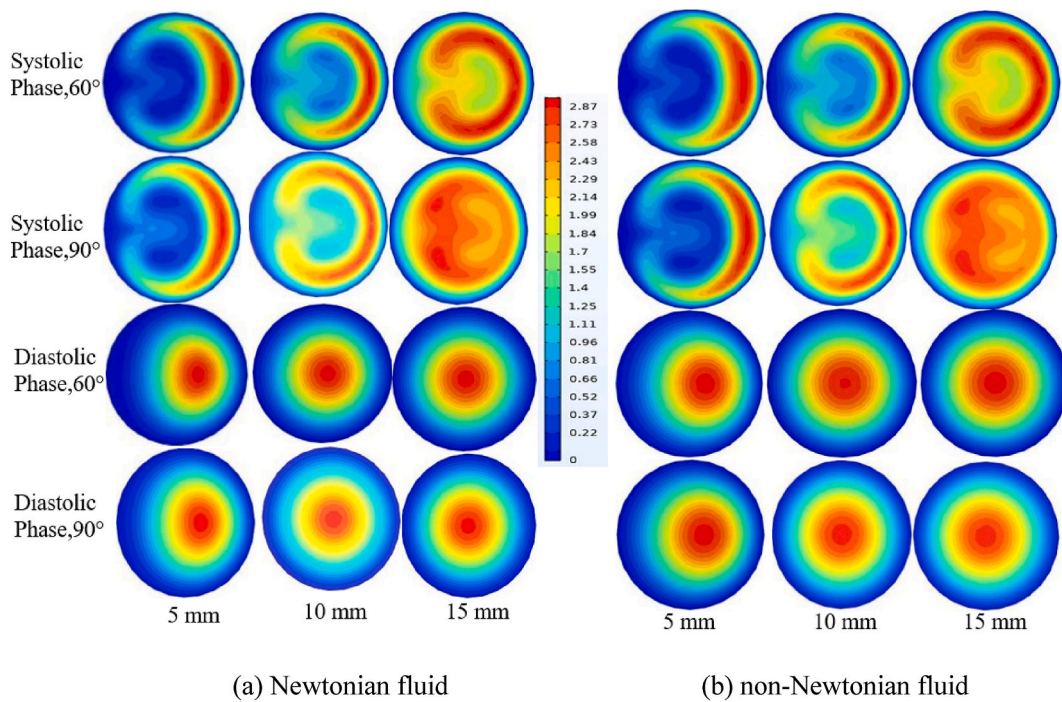 Systolic
Phase,60°
Systolic
Phase,90°
Diastolic
Phase,60°
Diastolic
Phase,90°
2.87
2.73
2.58
2.43
2.29
2.14
1.99
1.84
1.7
1.55
1.4
1.25
1.11
0.96
0.81
0.66
0.52
0.37
0.22
0
5 mm 10 mm 15 mm 5 mm 10 mm 15 mm
(a) Newtonian fluid (b) non-Newtonian fluid